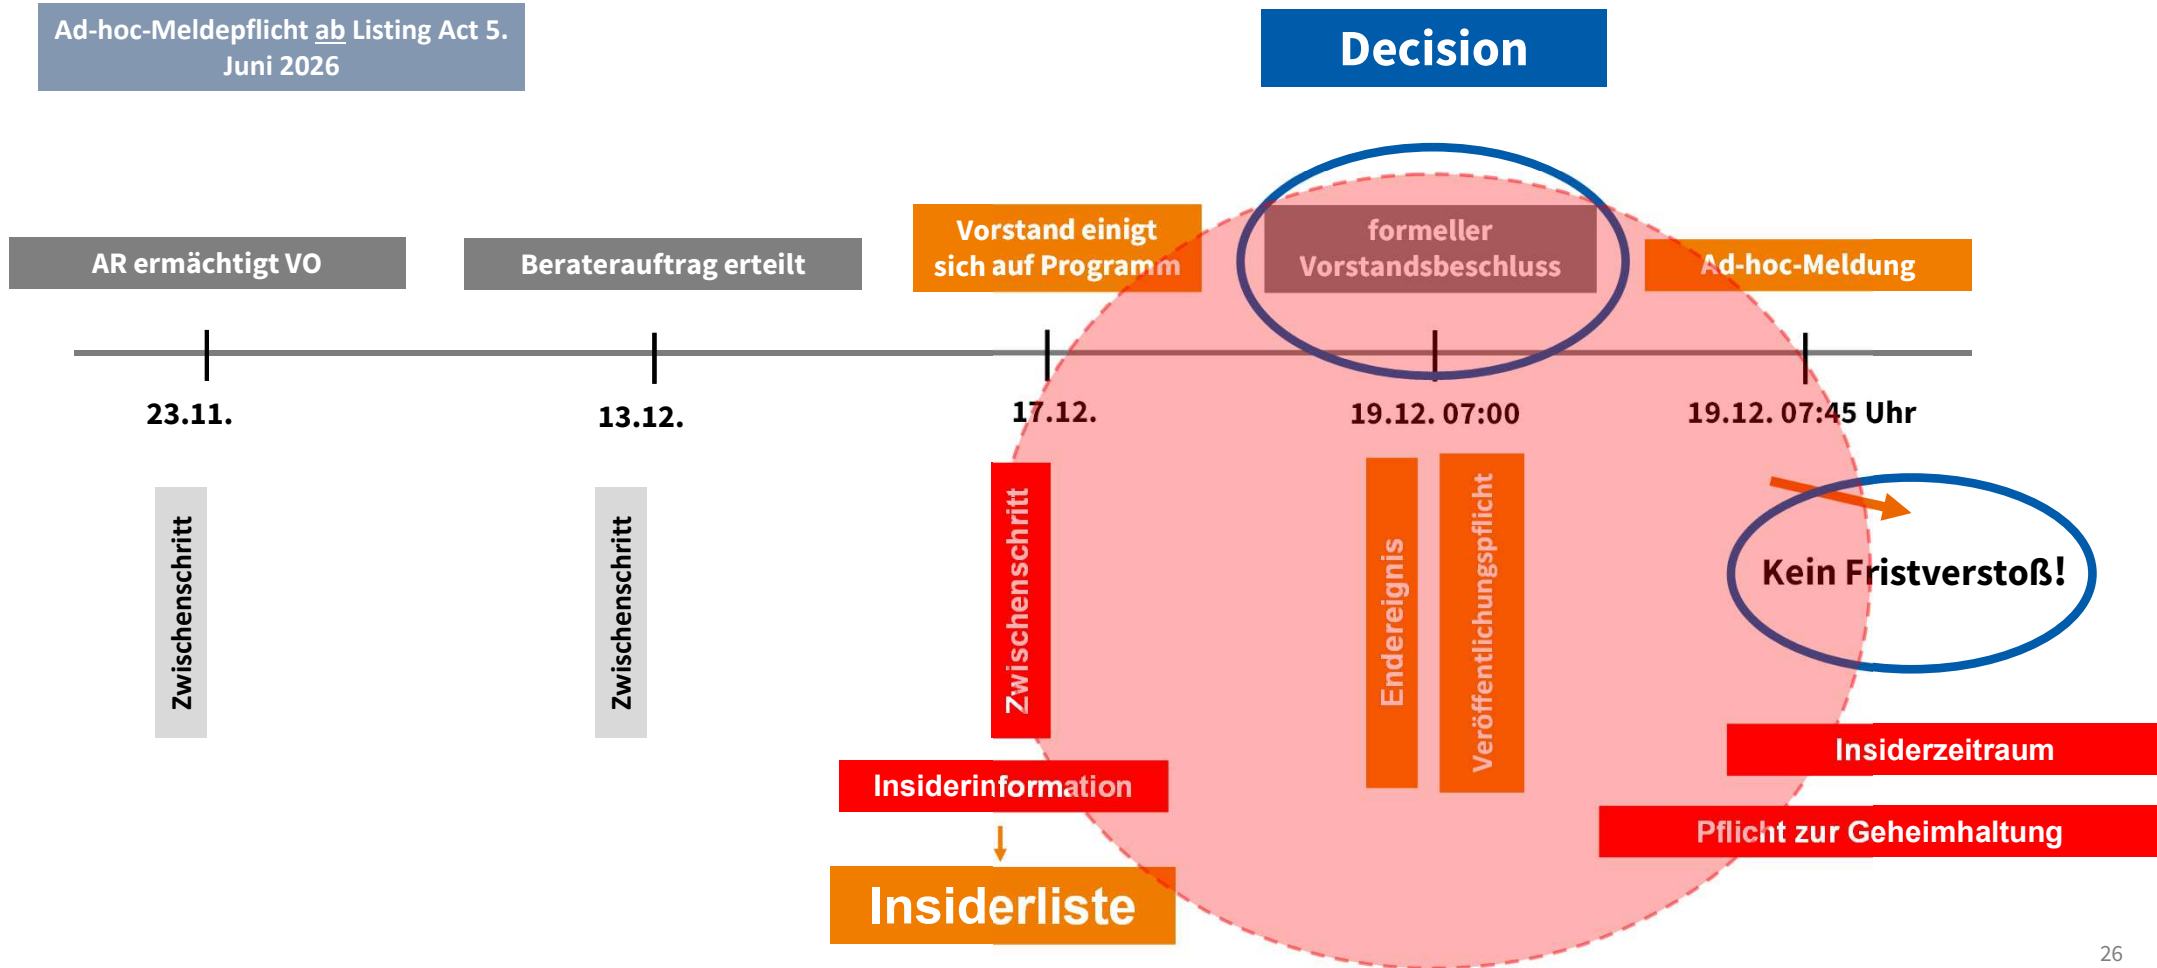 Ad-hoc-Meldepflicht ab Listing Act 5.
Juni 2026
Decision
AR ermächtigt VO
Beraterauftrag erteilt
Vorstand einigt
sich auf Programm
formeller
Vorstandsbeschluss
Ad-hoc-Meldung
23.11.
13.12.
17.12.
19.12. 07:00
19.12. 07:45 Uhr
Zwischenschritt
Zwischenschritt
Zwischenschritt
Endereignis
Veröffentlichungspflicht
Kein Fristverstoß!
Insiderinformation
Insiderliste
Insiderzeitraum
Pflicht zur Geheimhaltung
26